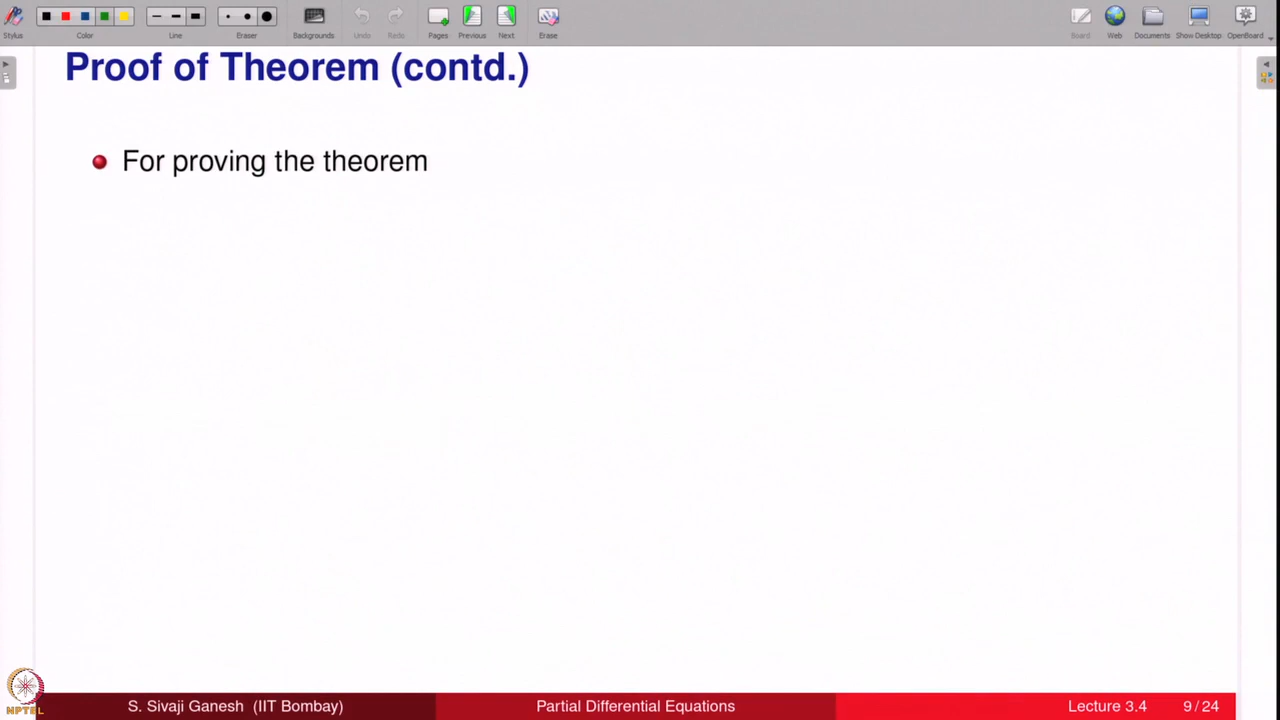 Stylus Color Line Eraser Backgrounds Undo Redo Pages Previous Next Erase Board Web Documents Show Desktop OpenBoard
Proof of Theorem (contd.)
For proving the theorem
NPTEL
S. Sivaji Ganesh (IIT Bombay) Partial Differential Equations Lecture 3.4 9/24